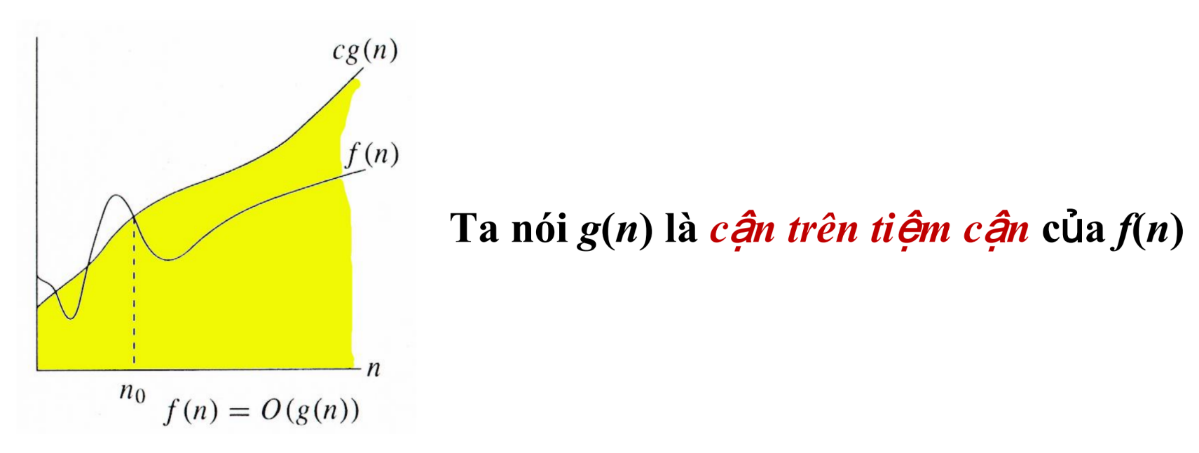 cg(n)
f(n)
Ta nói g(n) là cận trên tiệm cận của f(n)
n
n₀
f(n) = O(g(n))